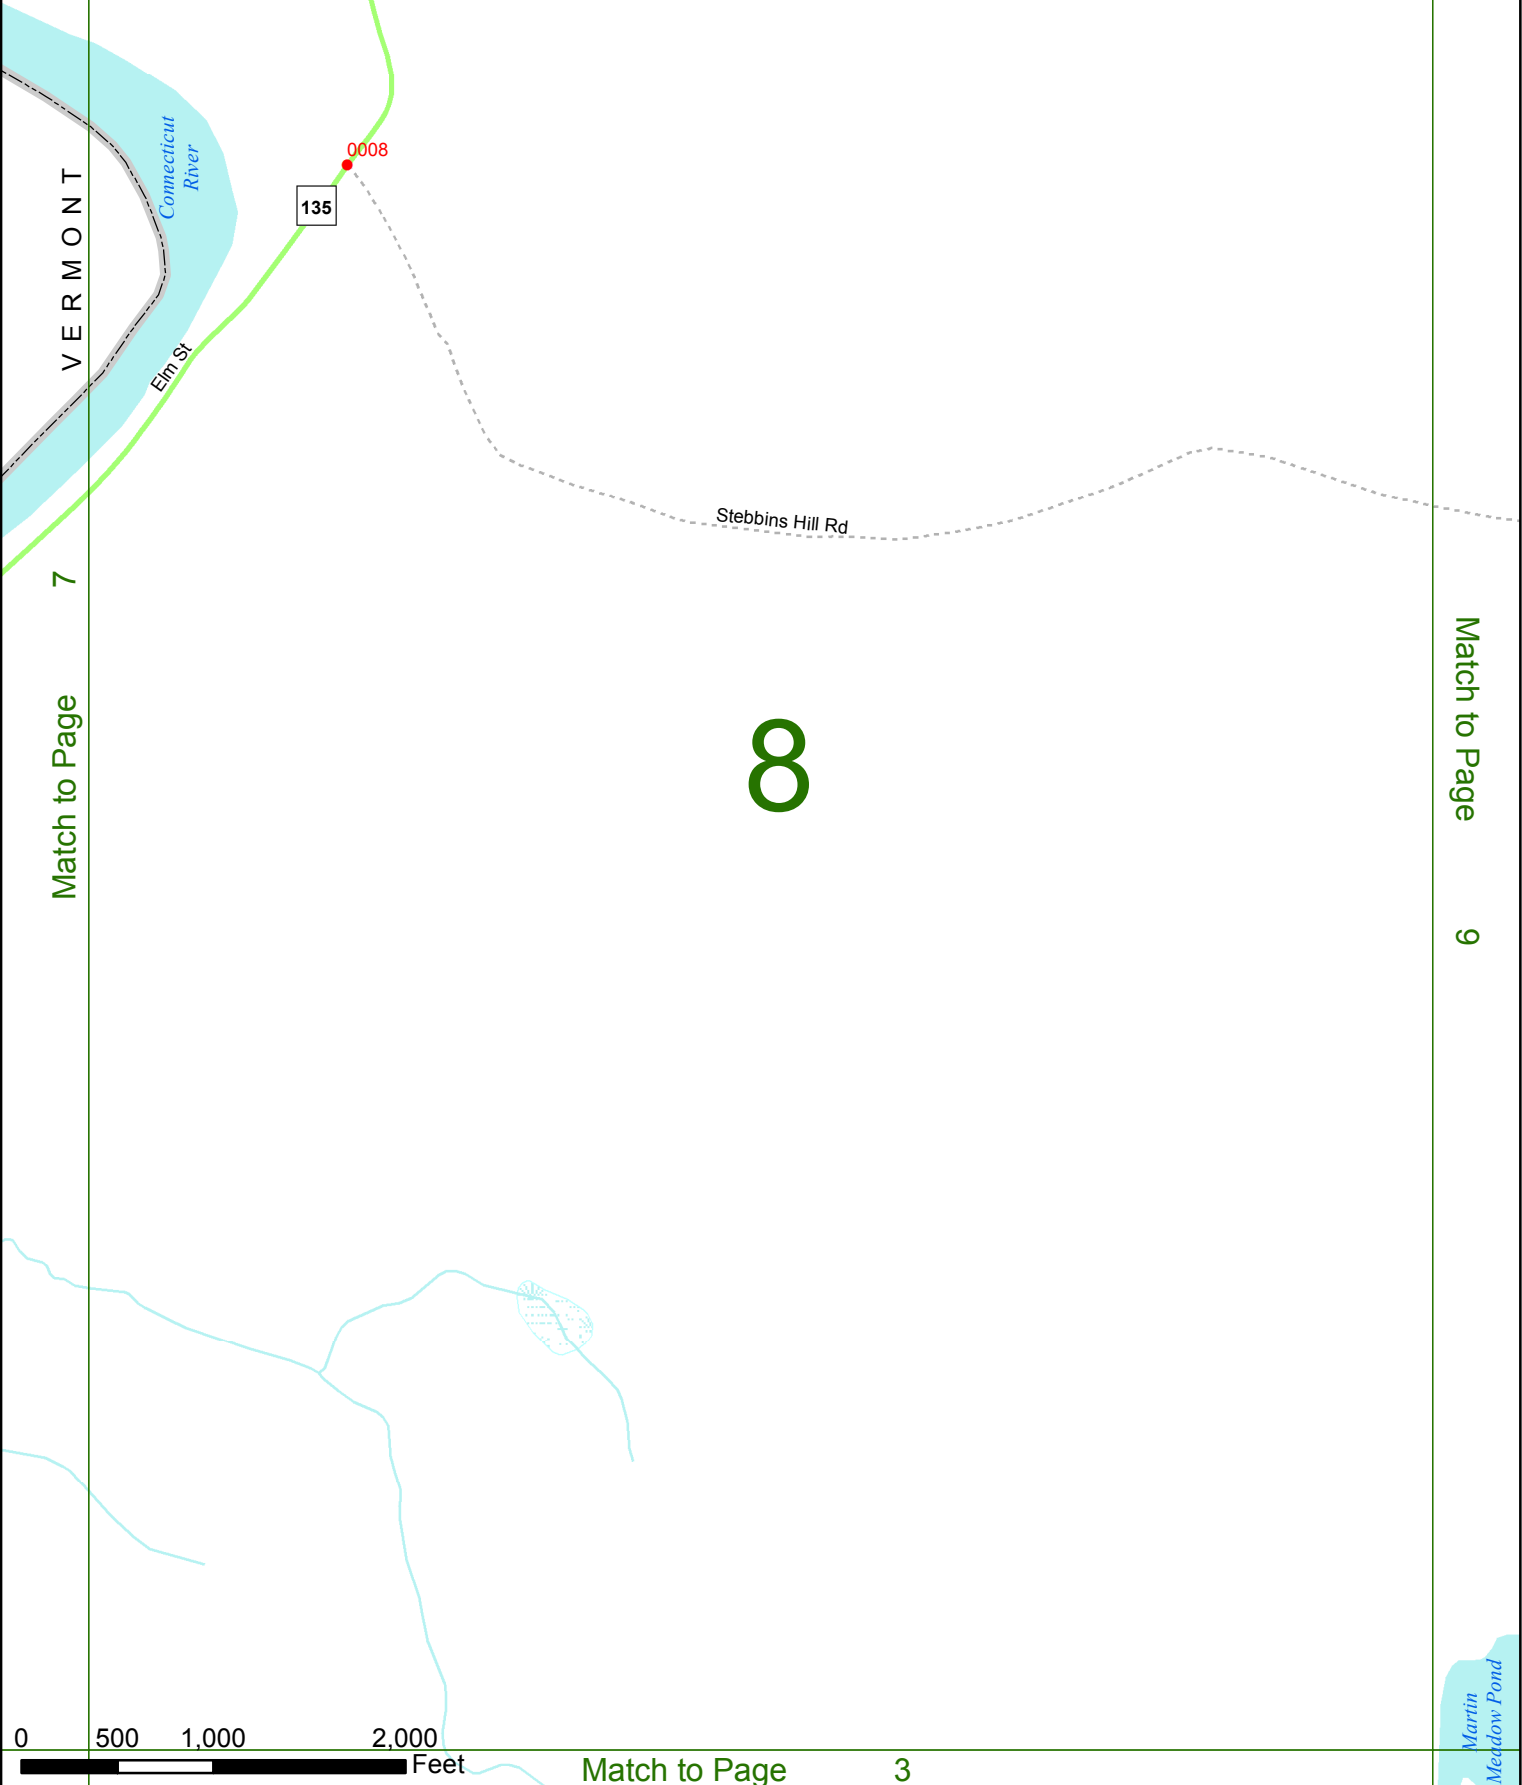 Connecticut
River
VERMONT
0008
135
Elm St
Stebbins Hill Rd
Match to Page 7
8
Match to Page 9
Martin
Meadow Pond
0 500 1,000 2,000
Feet
Match to Page 3